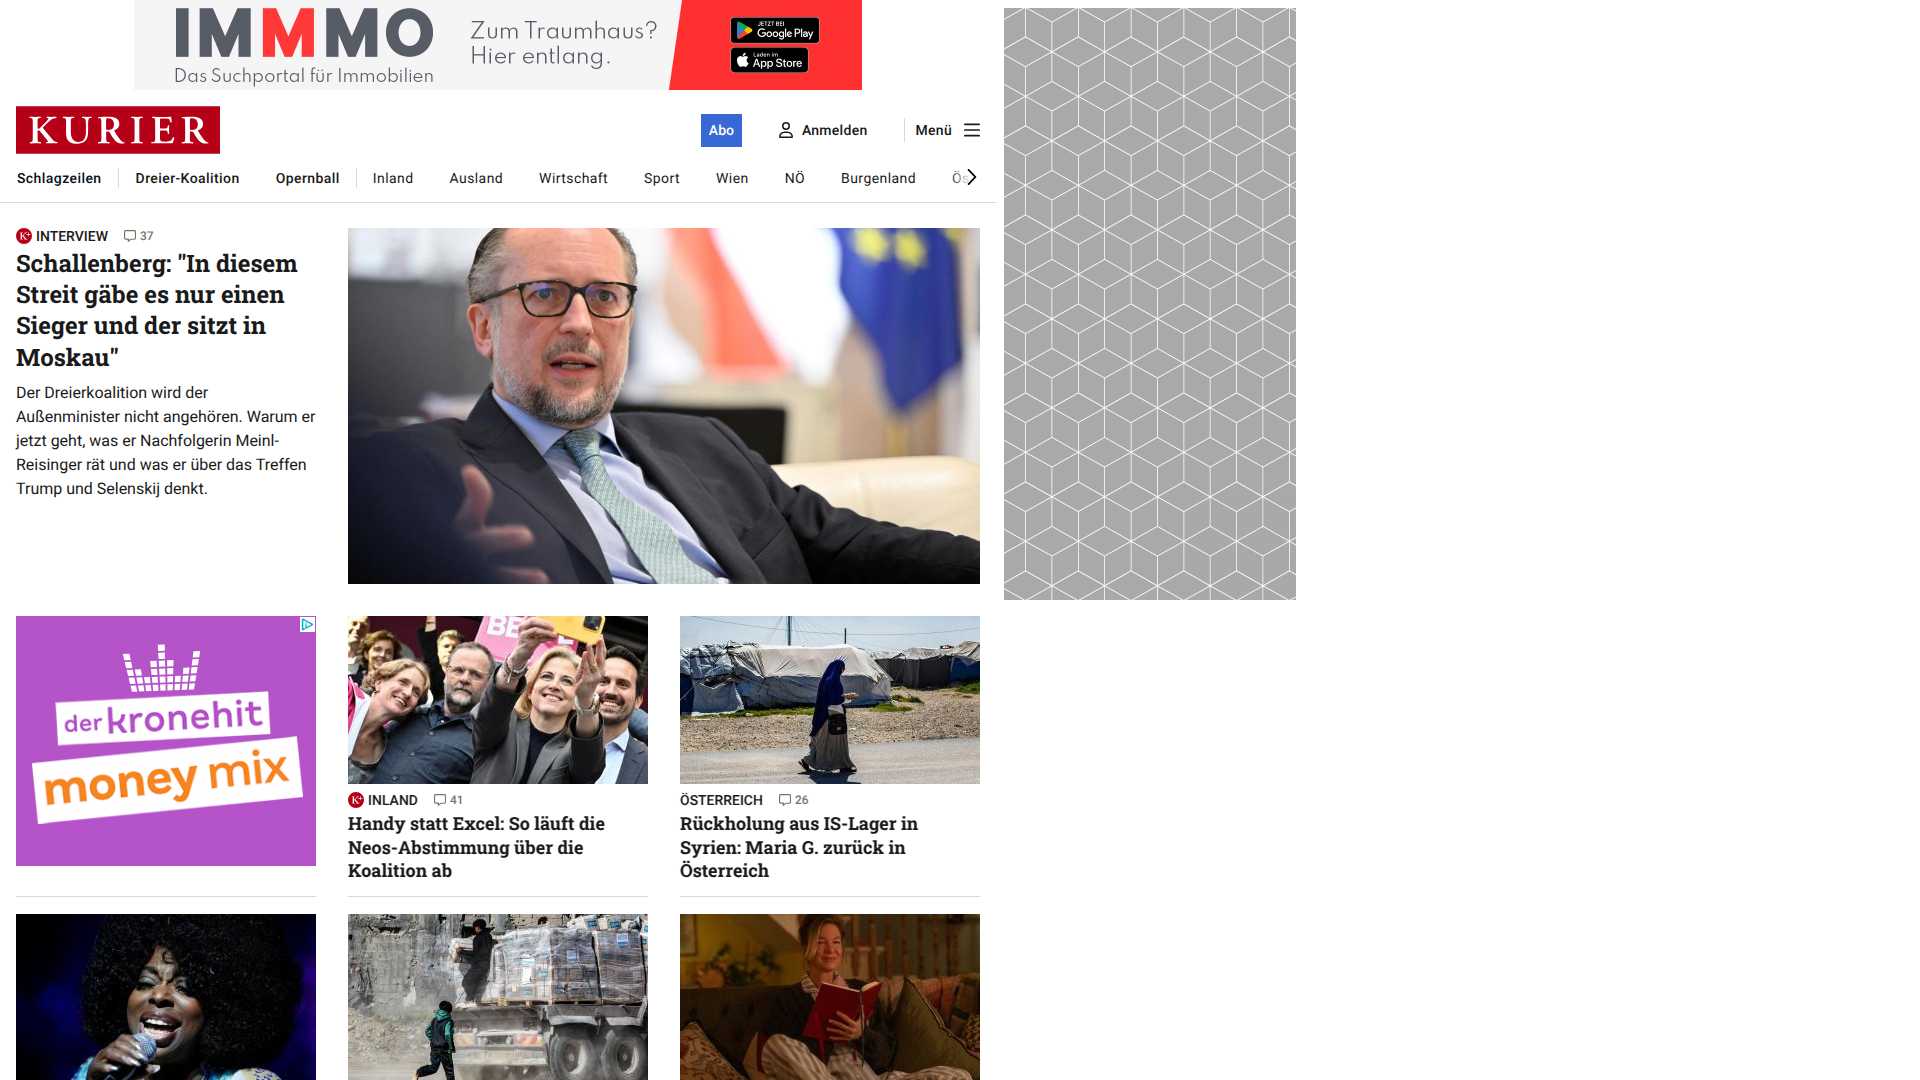 IMMMO
Das Suchportal für Immobilien
Zum Traumhaus?
Hier entlang.
JETZT BEI
Google Play
Laden im
App Store
KURIER
Abo
Anmelden
Menü
Schlagzeilen
Dreier-Koalition
Opernball
Inland
Ausland
Wirtschaft
Sport
Wien
NÖ
Burgenland
K+ INTERVIEW 37
Schallenberg: "In diesem
Streit gäbe es nur einen
Sieger und der sitzt in
Moskau"
Der Dreierkoalition wird der
Außenminister nicht angehören. Warum er
jetzt geht, was er Nachfolgerin Meinl-
Reisinger rät und was er über das Treffen
Trump und Selenskij denkt.
der kronehit
money mix
K+ INLAND 41
Handy statt Excel: So läuft die
Neos-Abstimmung über die
Koalition ab
ÖSTERREICH 26
Rückholung aus IS-Lager in
Syrien: Maria G. zurück in
Österreich